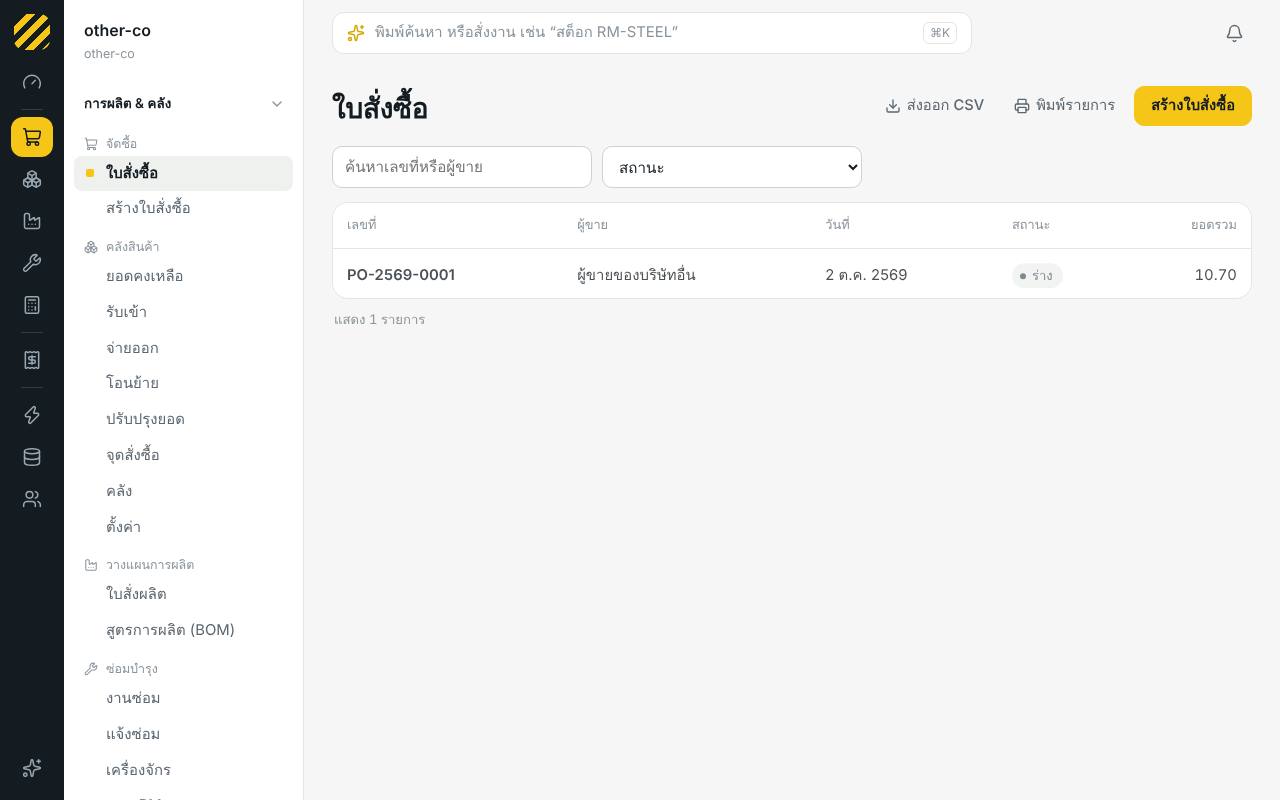 other-co
other-co
การผลิต & คลัง
จัดซื้อ
ใบสั่งซื้อ
สร้างใบสั่งซื้อ
คลังสินค้า
ยอดคงเหลือ
รับเข้า
จ่ายออก
โอนย้าย
ปรับปรุงยอด
จุดสั่งซื้อ
คลัง
ตั้งค่า
วางแผนการผลิต
ใบสั่งผลิต
สูตรการผลิต (BOM)
ซ่อมบำรุง
งานซ่อม
แจ้งซ่อม
เครื่องจักร
พิมพ์ค้นหา หรือสั่งงาน เช่น “สต็อก RM-STEEL” ⌘K
ใบสั่งซื้อ
ส่งออก CSV พิมพ์รายการ สร้างใบสั่งซื้อ
ค้นหาเลขที่หรือผู้ขาย สถานะ
เลขที่ ผู้ขาย วันที่ สถานะ ยอดรวม
PO-2569-0001 ผู้ขายของบริษัทอื่น 2 ต.ค. 2569 ร่าง 10.70
แสดง 1 รายการ